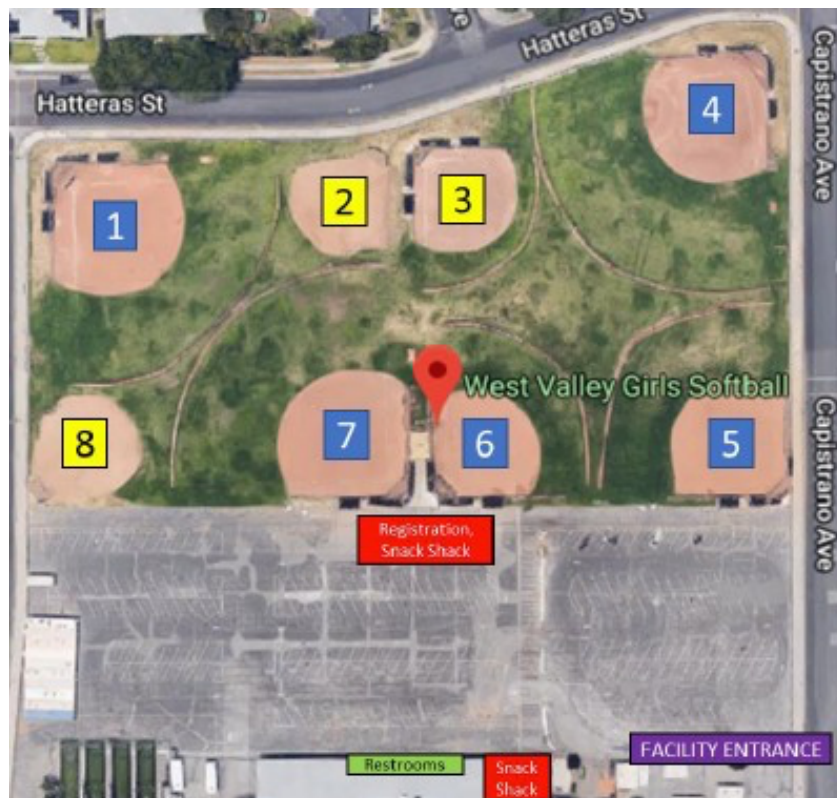 Ave
Hatteras St
Hatteras St
Capistrano Ave
4
1
2
3
West Valley Girls Softball
8
7
6
5
Capistrano Ave
Registration,
Snack Shack
FACILITY ENTRANCE
Restrooms
Snack
Shack